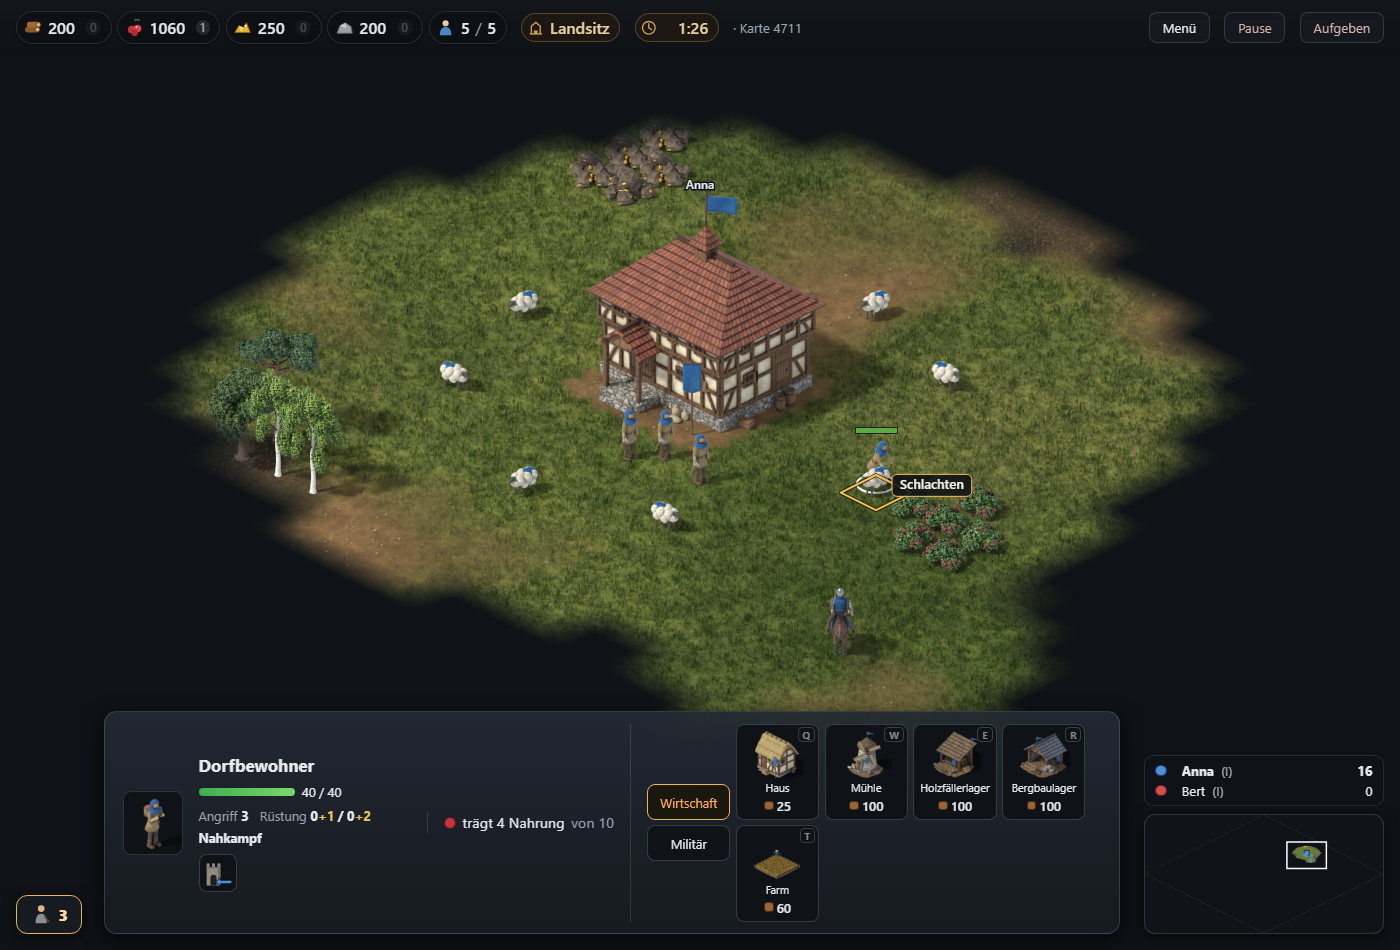 200 0
1060 1
250 0
200 0
5 / 5
Landsitz
1:26
· Karte 4711
Menü
Pause
Aufgeben
Anna
Schlachten
Dorfbewohner
40 / 40
Angriff 3 Rüstung 0+1 / 0+2
Nahkampf
trägt 4 Nahrung von 10
Wirtschaft
Militär
Q
Haus
25
W
Mühle
100
E
Holzfällerlager
100
R
Bergbaulager
100
T
Farm
60
Anna (I) 16
Bert (I) 0
3